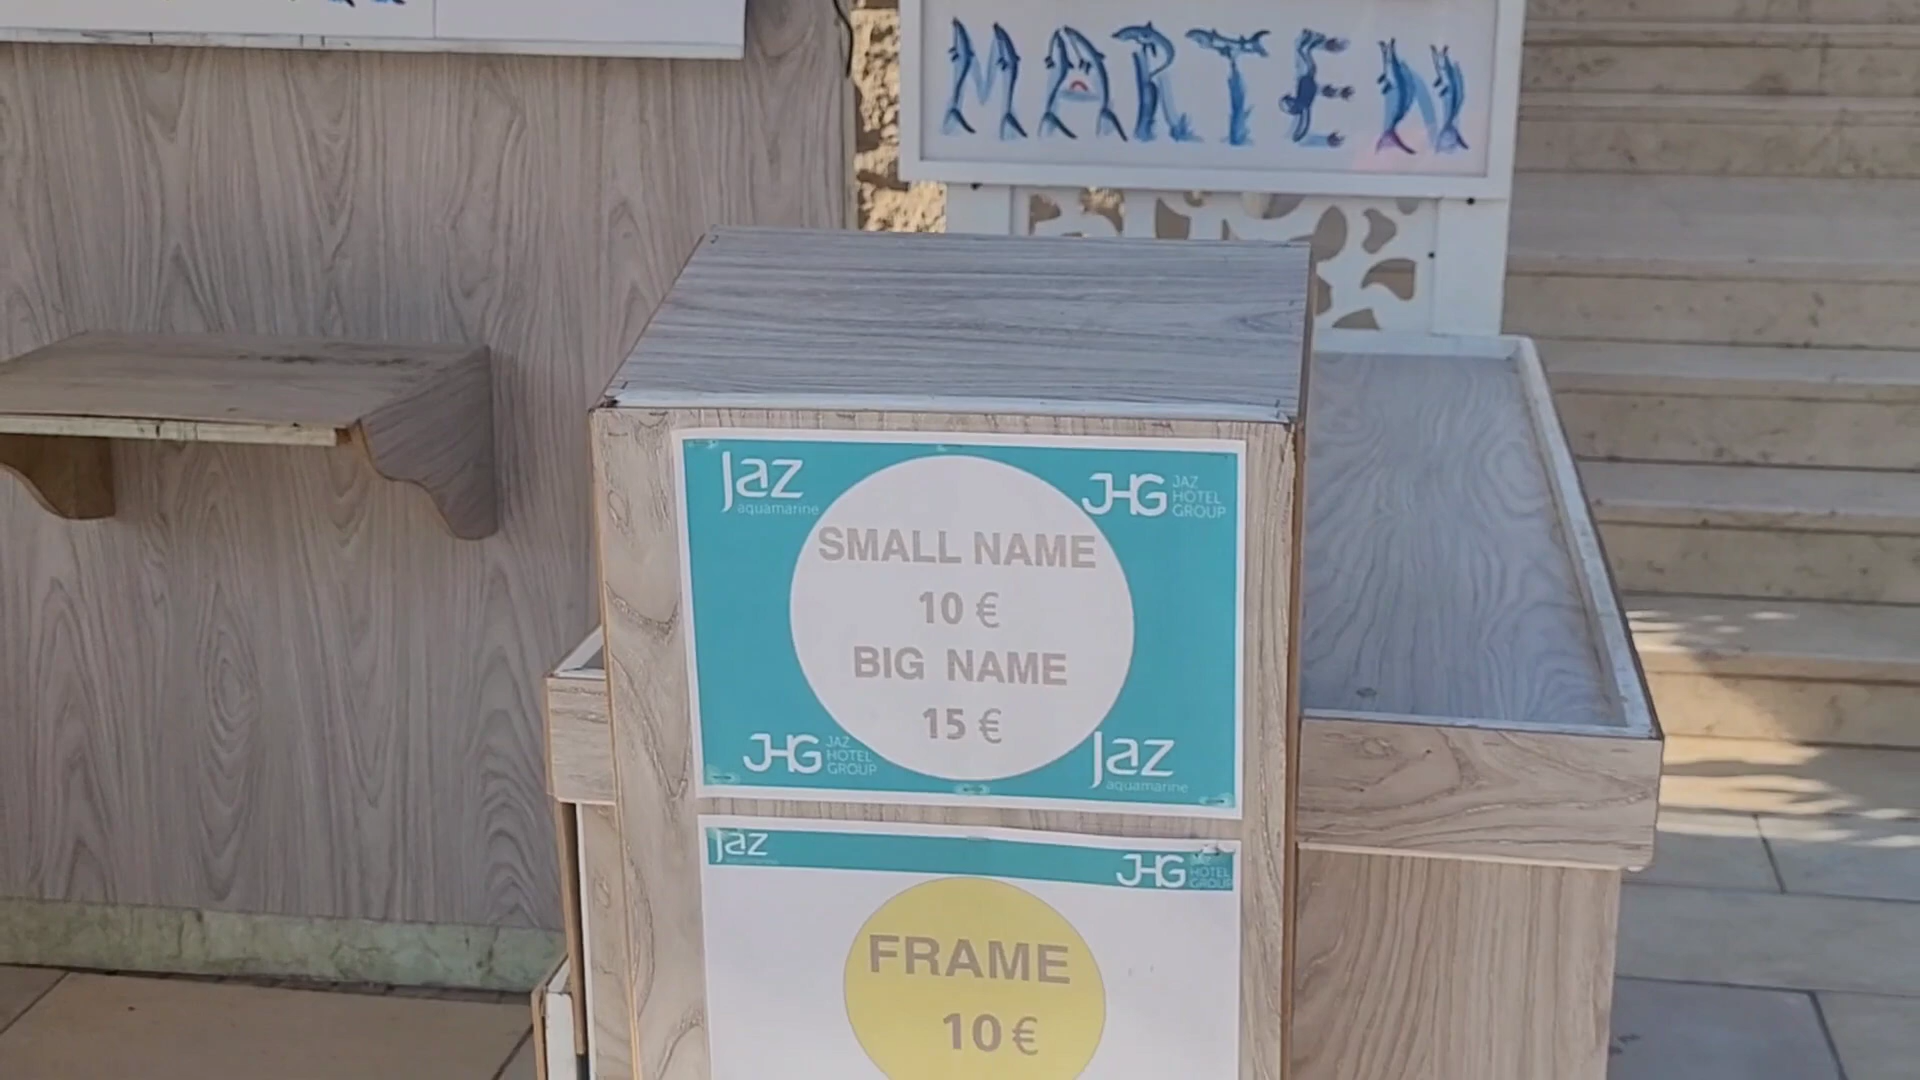 MARTEN
Jaz
aquamarine
JHG JAZ HOTEL GROUP
SMALL NAME
10 €
BIG NAME
15 €
JHG JAZ HOTEL GROUP
Jaz
aquamarine
Jaz
JHG JAZ HOTEL GROUP
FRAME
10 €